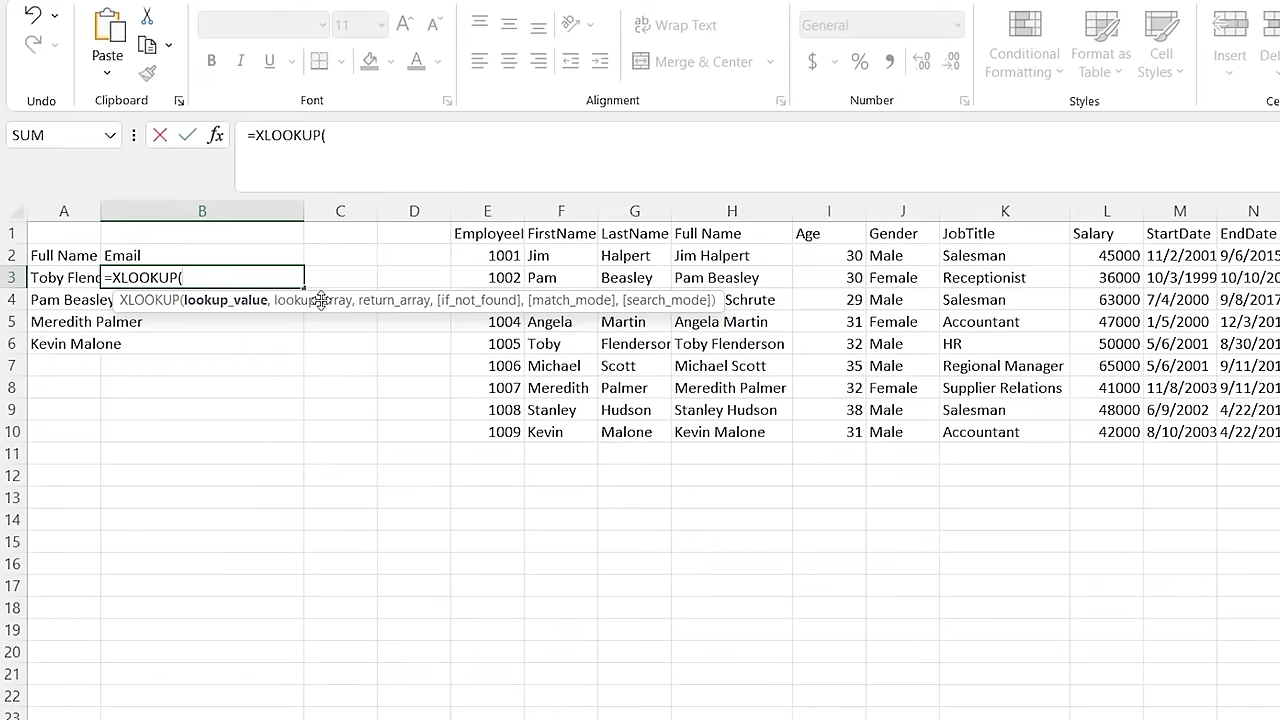 11
Wrap Text
General
Paste
B I U
A
$ % 9
Merge & Center
Conditional Formatting
Format as Table
Cell Styles
Insert
Undo
Clipboard
Font
Alignment
Number
Styles
SUM
fx
=XLOOKUP(
A B C D E F G H I J K L M N
1 EmployeeI FirstName LastName Full Name Age Gender JobTitle Salary StartDate EndDate
2 Full Name Email 1001 Jim Halpert Jim Halpert 30 Male Salesman 45000 11/2/2001 9/6/2015
3 Toby Flend =XLOOKUP( 1002 Pam Beasley Pam Beasley 30 Female Receptionist 36000 10/3/1999 10/10/20
XLOOKUP(lookup_value, lookup_array, return_array, [if_not_found], [match_mode], [search_mode])
4 Pam Beasley Schrute 29 Male Salesman 63000 7/4/2000 9/8/2017
5 Meredith Palmer 1004 Angela Martin Angela Martin 31 Female Accountant 47000 1/5/2000 12/3/201
6 Kevin Malone 1005 Toby Flenderson Toby Flenderson 32 Male HR 50000 5/6/2001 8/30/201
7 1006 Michael Scott Michael Scott 35 Male Regional Manager 65000 5/6/2001 9/11/201
8 1007 Meredith Palmer Meredith Palmer 32 Female Supplier Relations 41000 11/8/2003 9/11/201
9 1008 Stanley Hudson Stanley Hudson 38 Male Salesman 48000 6/9/2002 4/22/201
10 1009 Kevin Malone Kevin Malone 31 Male Accountant 42000 8/10/2003 4/22/201
11
12
13
14
15
16
17
18
19
20
21
22
23